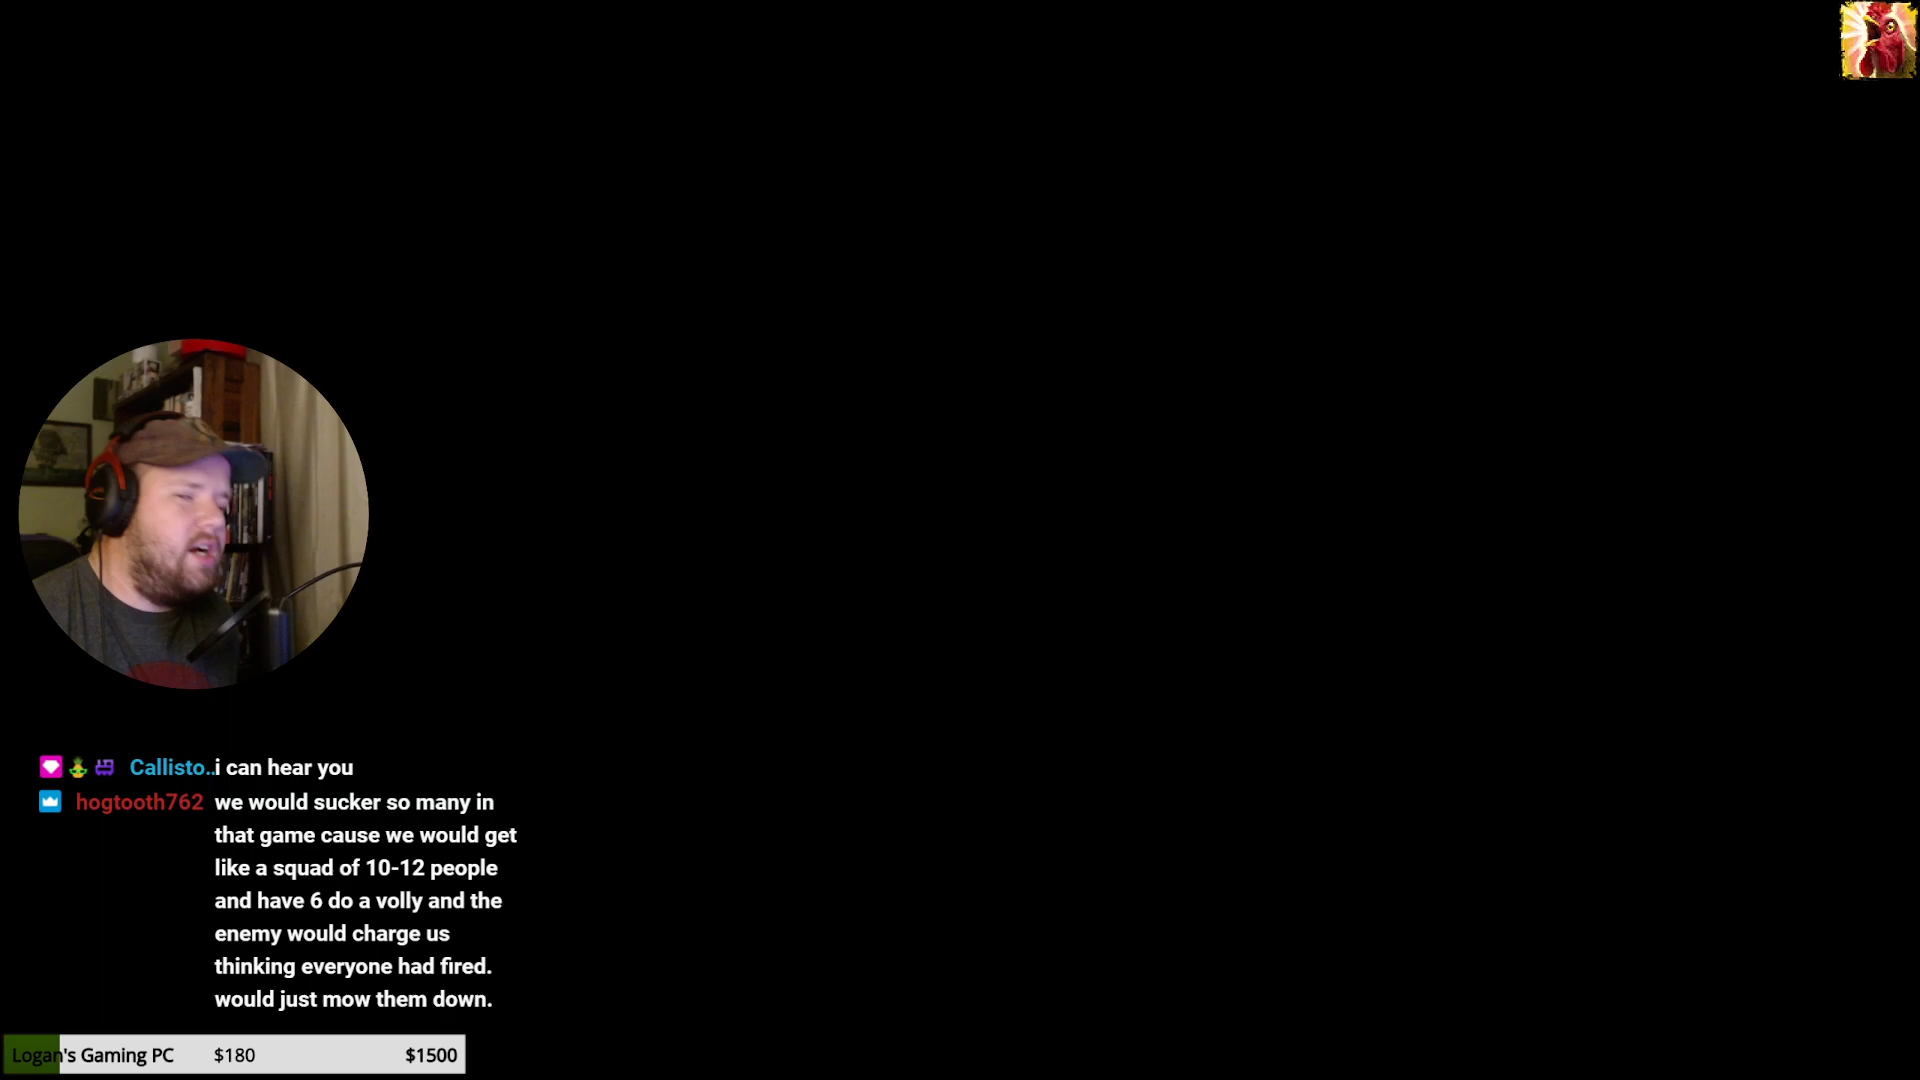 Callisto.. i can hear you
hogtooth762 we would sucker so many in
that game cause we would get
like a squad of 10-12 people
and have 6 do a volly and the
enemy would charge us
thinking everyone had fired.
would just mow them down.
Logan's Gaming PC $180 $1500